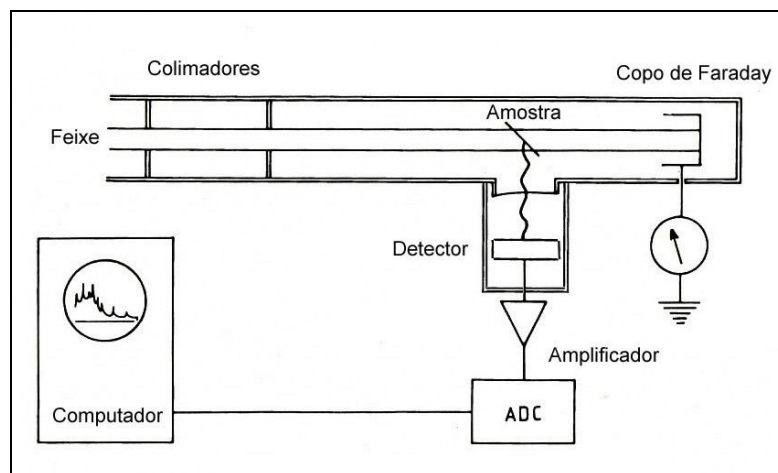 Colimadores
Copo de Faraday
Amostra
Feixe
Detector
Amplificador
Computador
ADC